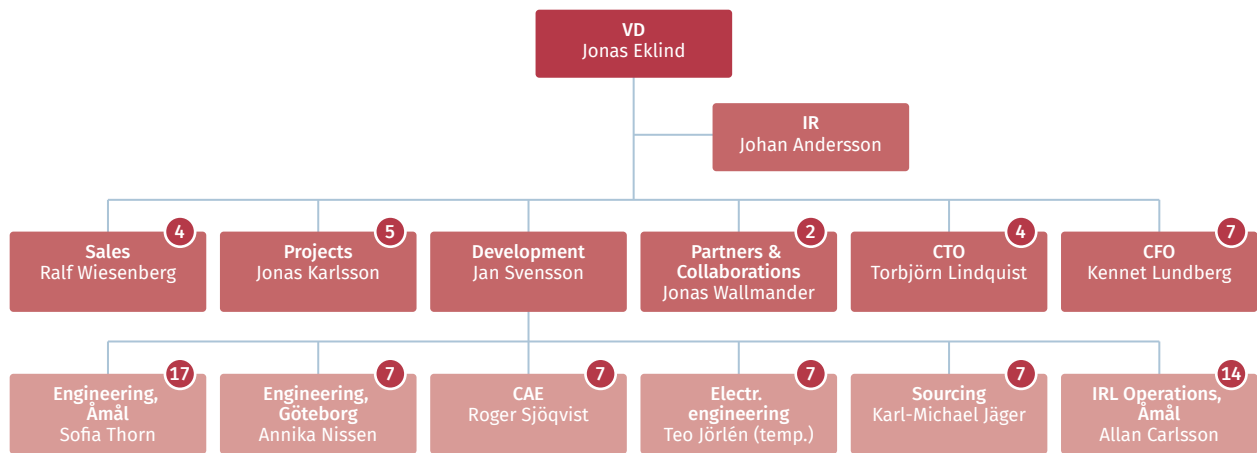 VD
Jonas Eklind
IR
Johan Andersson
4
Sales
Ralf Wiesenberg
5
Projects
Jonas Karlsson
Development
Jan Svensson
2
Partners &
Collaborations
Jonas Wallmander
4
CTO
Torbjörn Lindquist
7
CFO
Kennet Lundberg
17
Engineering,
Åmål
Sofia Thorn
7
Engineering,
Göteborg
Annika Nissen
7
CAE
Roger Sjöqvist
7
Electr.
engineering
Teo Jörlén (temp.)
7
Sourcing
Karl-Michael Jäger
14
IRL Operations,
Åmål
Allan Carlsson